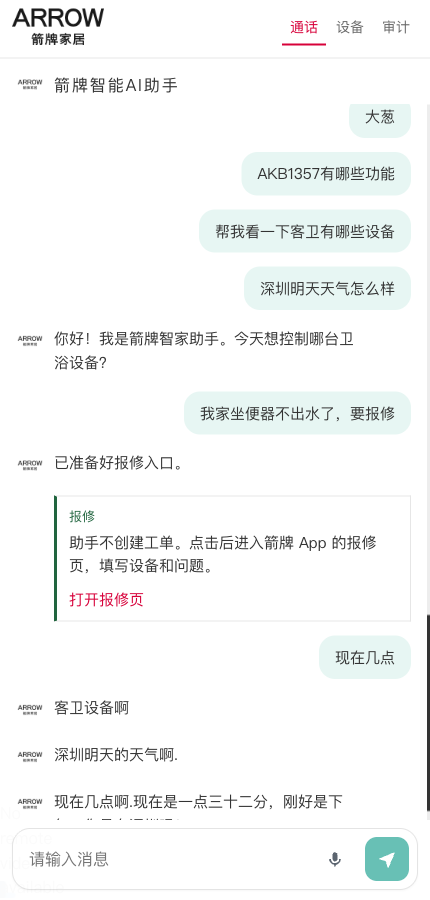 ARROW
箭牌家居
通话 设备 审计
箭牌智能AI助手
大葱
AKB1357有哪些功能
帮我看一下客卫有哪些设备
深圳明天天气怎么样
你好！我是箭牌智家助手。今天想控制哪台卫
浴设备?
我家坐便器不出水了，要报修
已准备好报修入口。
报修
助手不创建工单。点击后进入箭牌 App 的报修
页，填写设备和问题。
打开报修页
现在几点
客卫设备啊
深圳明天的天气啊.
现在几点啊.现在是一点三十二分，刚好是下
请输入消息